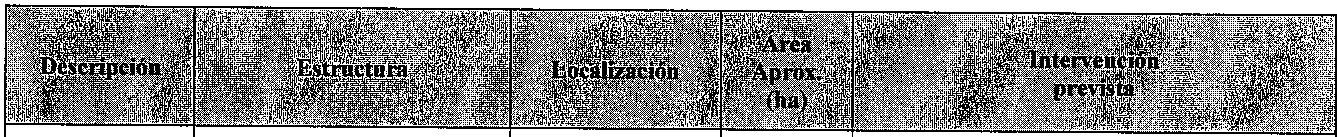 Descripción
Estructura
Localización
Área
Aprox.
(ha)
Intervención
prevista